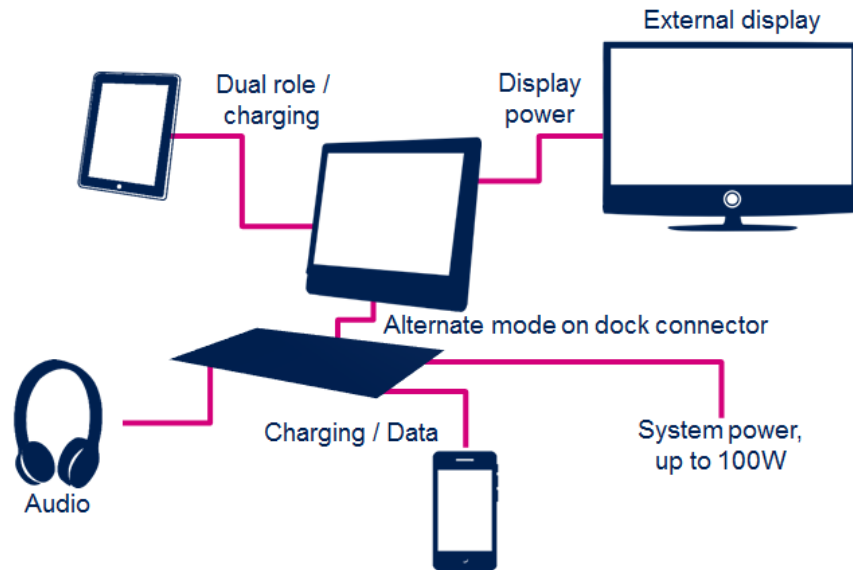 External display
Dual role /
charging
Display
power
Alternate mode on dock connector
Charging / Data
System power,
up to 100W
Audio